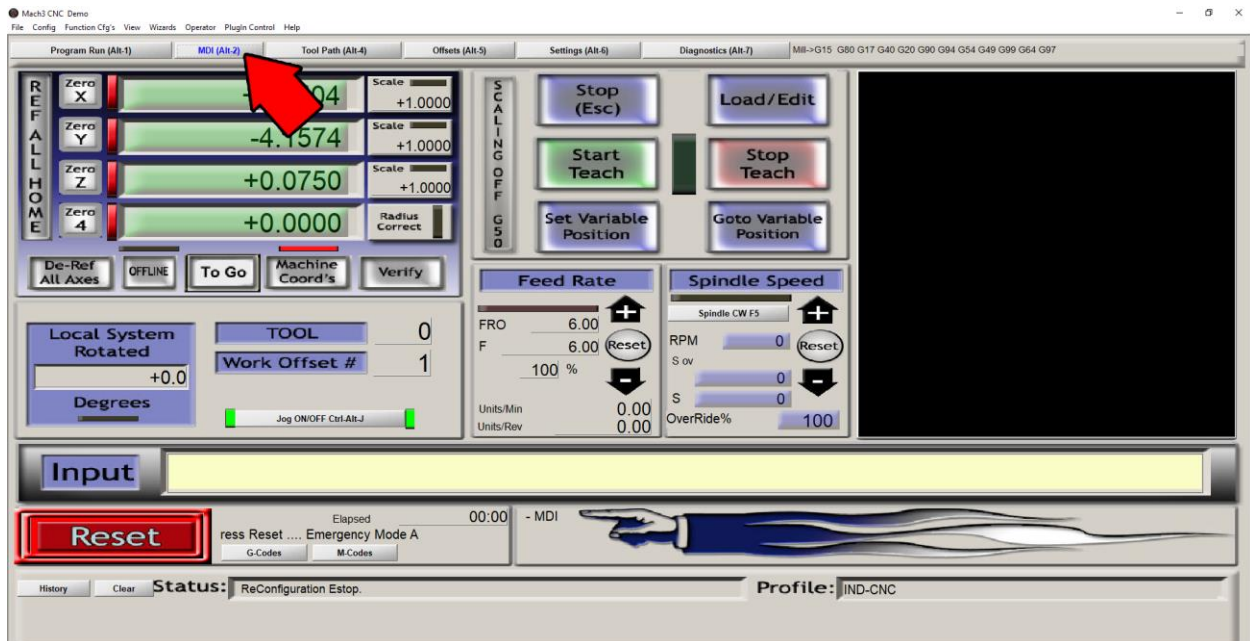 Mach3 CNC Demo
File Config Function Cfg's View Wizards Operator PlugIn Control Help
Program Run (Alt-1) MDI (Alt-2) Tool Path (Alt-4) Offsets (Alt-5) Settings (Alt-6) Diagnostics (Alt-7) Mill->G15 G80 G17 G40 G20 G90 G94 G54 G49 G99 G64 G97
REF ALL HOME
Zero X
04
Scale
+1.0000
Zero Y
-4.1574
Scale
+1.0000
Zero Z
+0.0750
Scale
+1.0000
Zero 4
+0.0000
Radius Correct
De-Ref All Axes
OFFLINE
To Go
Machine Coord's
Verify
SCALING OFF G50
Stop (Esc)
Load/Edit
Start Teach
Stop Teach
Set Variable Position
Goto Variable Position
Local System Rotated
+0.0
Degrees
TOOL 0
Work Offset # 1
Jog ON/OFF Ctrl-Alt-J
Feed Rate
FRO 6.00
F 6.00
Reset
100 %
Units/Min 0.00
Units/Rev 0.00
Spindle Speed
Spindle CW F5
RPM 0
Reset
S ov
0
S 0
OverRide% 100
Input
Reset
Elapsed 00:00
ress Reset .... Emergency Mode A
G-Codes M-Codes
- MDI
History Clear Status: ReConfiguration Estop.
Profile: IND-CNC